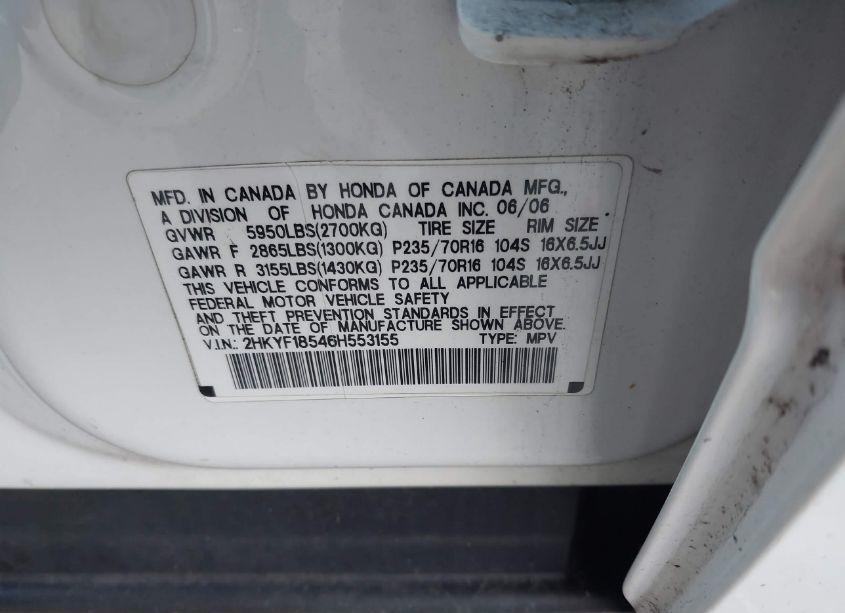 MFD. IN CANADA BY HONDA OF CANADA MFG.,
A DIVISION OF HONDA CANADA INC. 06/06
GVWR 5950LBS(2700KG) TIRE SIZE RIM SIZE
GAWR F 2865LBS(1300KG) P235/70R16 104S 16X6.5JJ
GAWR R 3155LBS(1430KG) P235/70R16 104S 16X6.5JJ
THIS VEHICLE CONFORMS TO ALL APPLICABLE
FEDERAL MOTOR VEHICLE SAFETY
AND THEFT PREVENTION STANDARDS IN EFFECT
ON THE DATE OF MANUFACTURE SHOWN ABOVE.
V.I.N.: 2HKYF18546H553155 TYPE: MPV